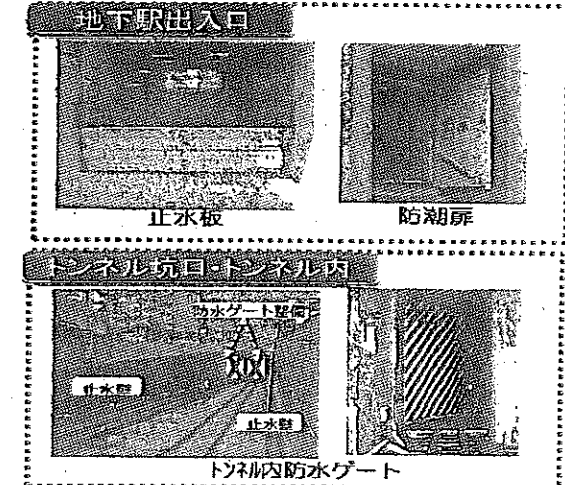 地下駅出入口
止水板
防潮扉
トンネル坑口・トンネル内
防水ゲート整備
止水壁
止水壁
トンネル内防水ゲート